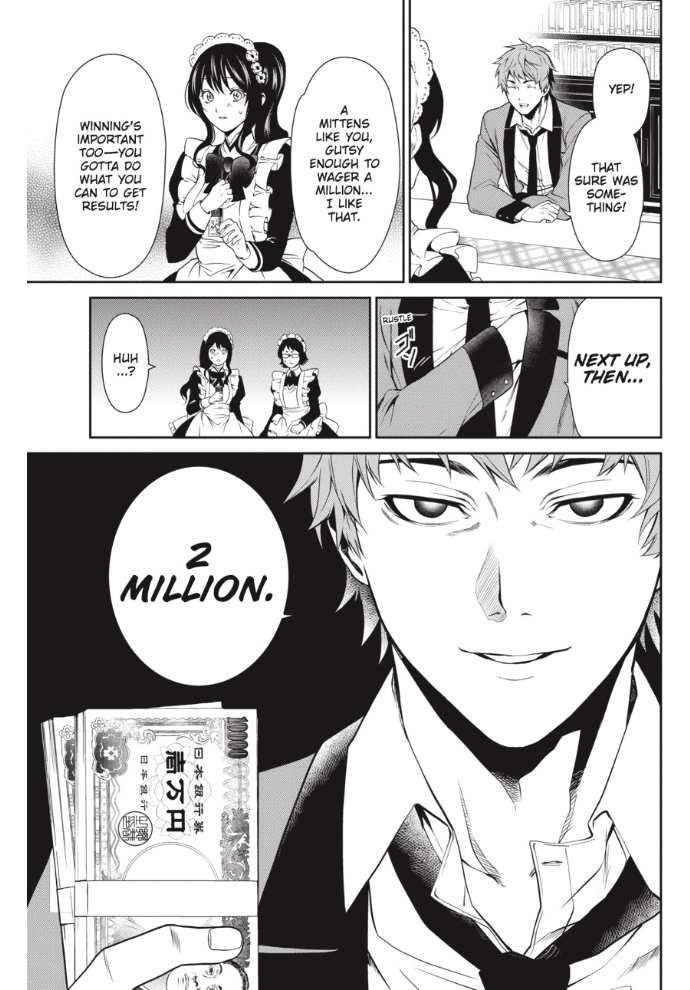 YEP!
THAT
SURE WAS
SOME-
THING!
A
MITTENS
LIKE YOU,
GUTSY
ENOUGH TO
WAGER A
MILLION...
I LIKE
THAT.
WINNING'S
IMPORTANT
TOO—YOU
GOTTA DO
WHAT YOU
CAN TO GET
RESULTS!
RUSTLE
ゴソ
NEXT UP,
THEN...
HUH
...?
2
MILLION.
10000
日本銀行券
壱万円
日本銀行